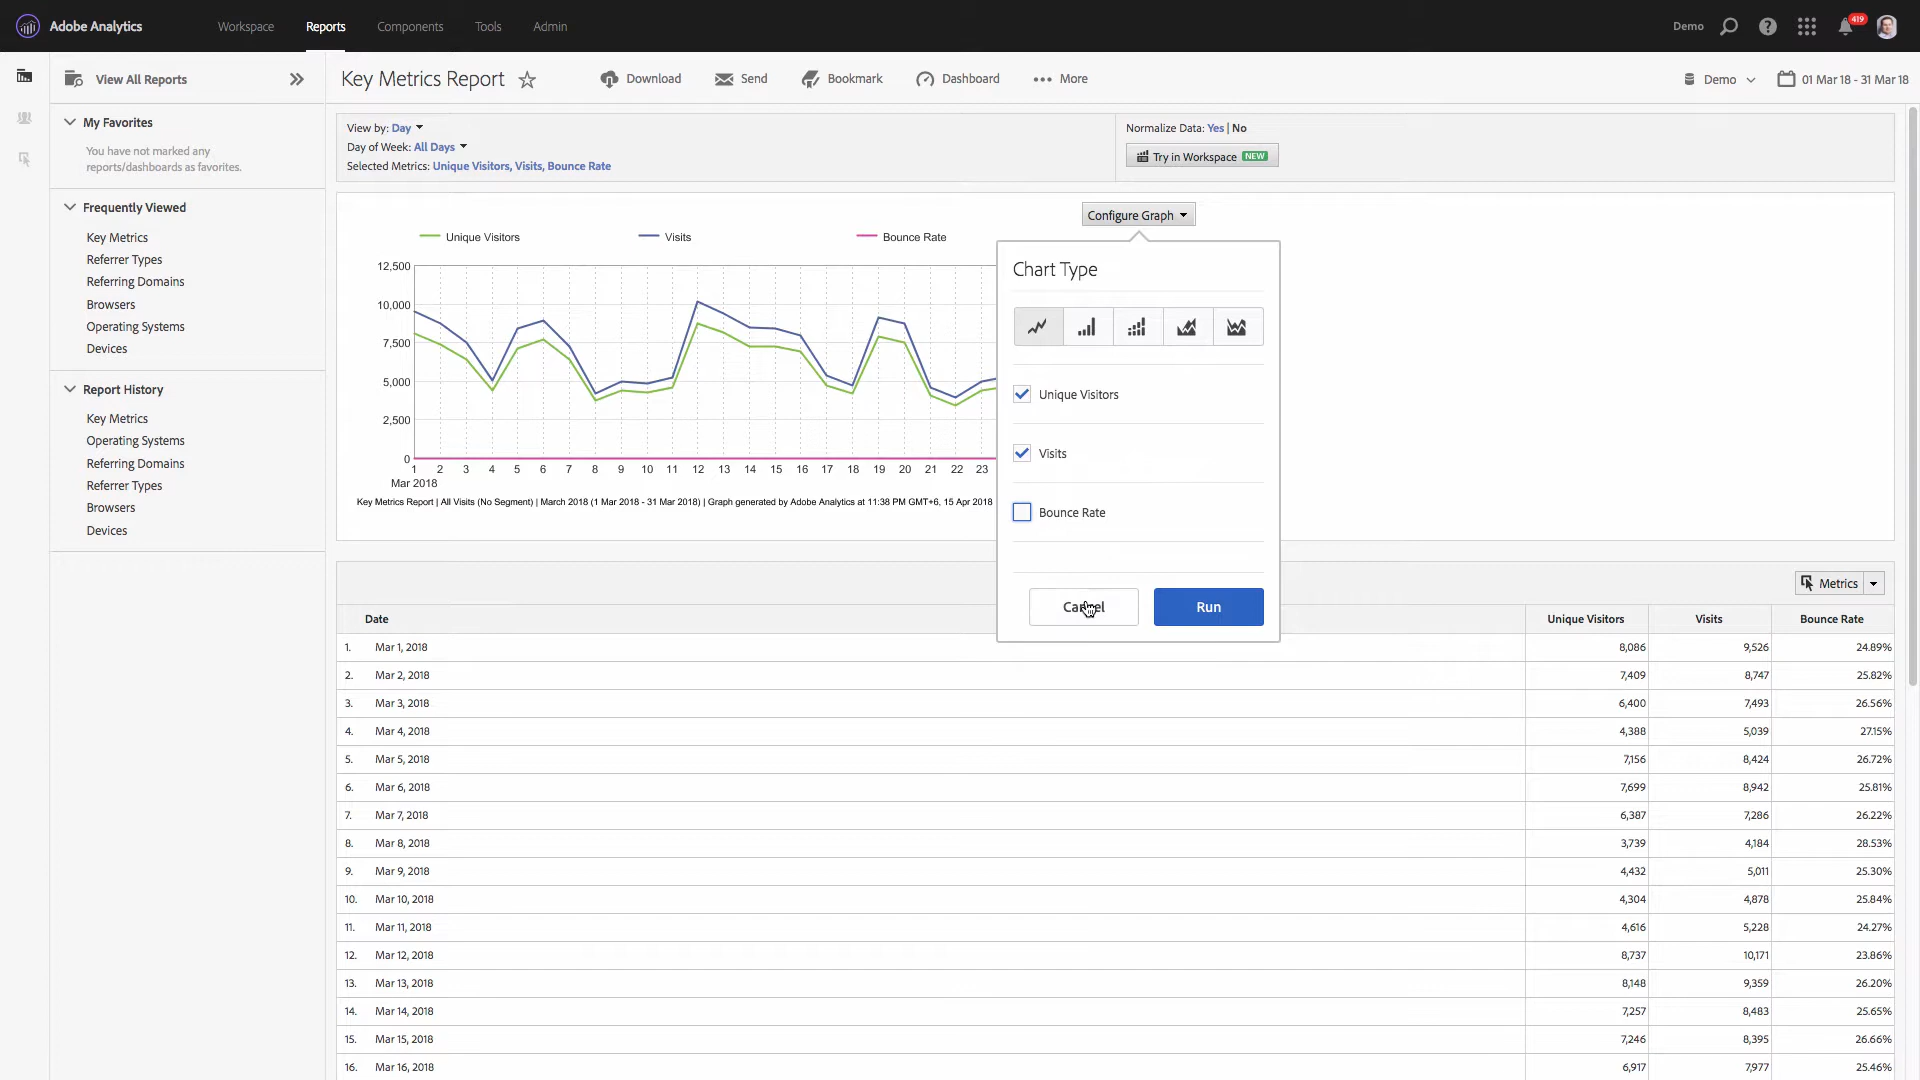 Adobe Analytics
Workspace
Reports
Components
Tools
Admin
Demo
419
View All Reports
Key Metrics Report
Download
Send
Bookmark
Dashboard
More
Demo
01 Mar 18 - 31 Mar 18
My Favorites
You have not marked any
reports/dashboards as favorites.
Frequently Viewed
Key Metrics
Referrer Types
Referring Domains
Browsers
Operating Systems
Devices
Report History
Key Metrics
Operating Systems
Referring Domains
Referrer Types
Browsers
Devices
View by: Day
Day of Week: All Days
Selected Metrics: Unique Visitors, Visits, Bounce Rate
Normalize Data: Yes | No
Try in Workspace NEW
Configure Graph
Unique Visitors
Visits
Bounce Rate
12,500
10,000
7,500
5,000
2,500
0
1 2 3 4 5 6 7 8 9 10 11 12 13 14 15 16 17 18 19 20 21 22 23
Mar 2018
Key Metrics Report | All Visits (No Segment) | March 2018 (1 Mar 2018 - 31 Mar 2018) | Graph generated by Adobe Analytics at 11:38 PM GMT+6, 15 Apr 2018
Chart Type
Unique Visitors
Visits
Bounce Rate
Cancel
Run
Metrics
Date Unique Visitors Visits Bounce Rate
1. Mar 1, 2018 8,086 9,526 24.89%
2. Mar 2, 2018 7,409 8,747 25.82%
3. Mar 3, 2018 6,400 7,493 26.56%
4. Mar 4, 2018 4,388 5,039 27.15%
5. Mar 5, 2018 7,156 8,424 26.72%
6. Mar 6, 2018 7,699 8,942 25.81%
7. Mar 7, 2018 6,387 7,286 26.22%
8. Mar 8, 2018 3,739 4,184 28.53%
9. Mar 9, 2018 4,432 5,011 25.30%
10. Mar 10, 2018 4,304 4,878 25.84%
11. Mar 11, 2018 4,616 5,228 24.27%
12. Mar 12, 2018 8,737 10,171 23.86%
13. Mar 13, 2018 8,148 9,359 26.20%
14. Mar 14, 2018 7,257 8,483 25.65%
15. Mar 15, 2018 7,246 8,395 26.66%
16. Mar 16, 2018 6,917 7,977 25.46%